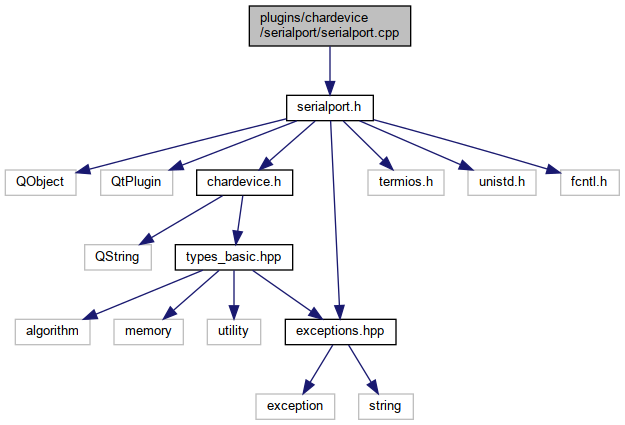 plugins/chardevice
/serialport/serialport.cpp
serialport.h
QObject
QtPlugin
chardevice.h
termios.h
unistd.h
fcntl.h
QString
types_basic.hpp
algorithm
memory
utility
exceptions.hpp
exception
string